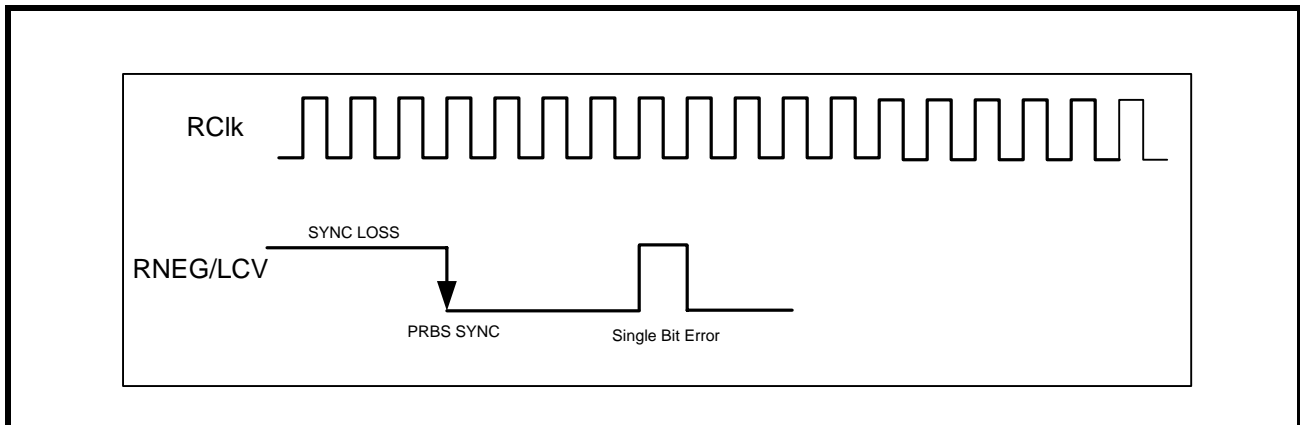 RClk
SYNC LOSS
RNEG/LCV
PRBS SYNC
Single Bit Error